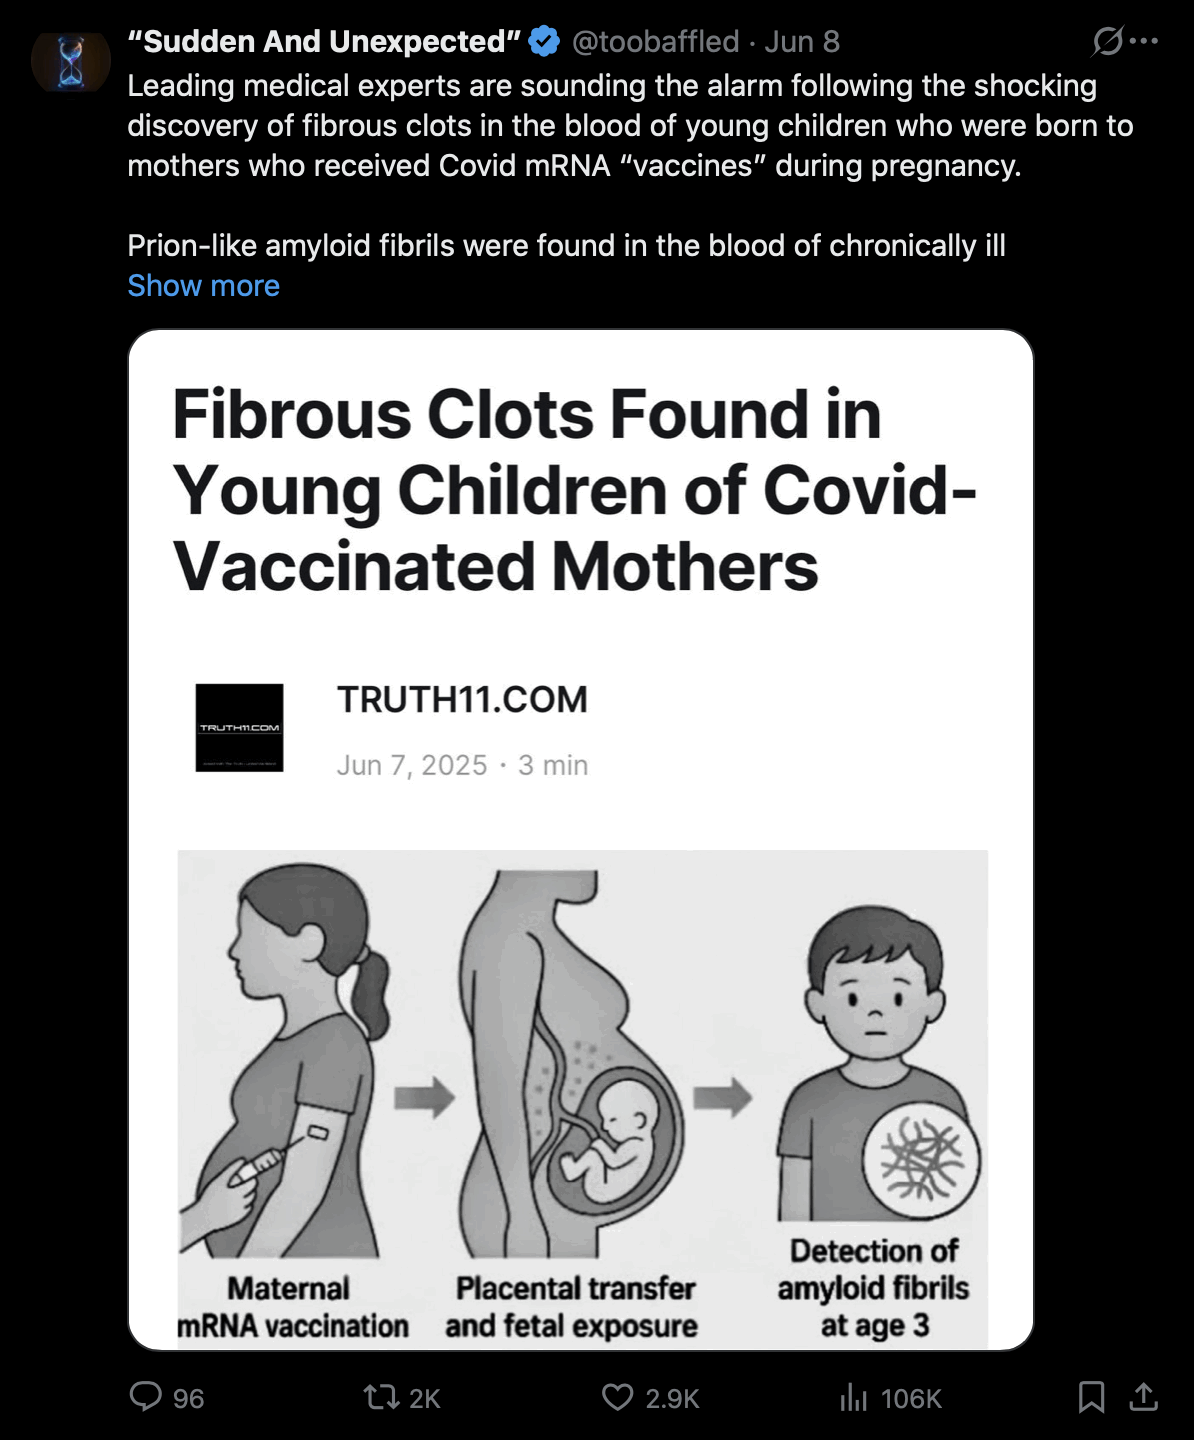 “Sudden And Unexpected” @toobaffled · Jun 8
Leading medical experts are sounding the alarm following the shocking
discovery of fibrous clots in the blood of young children who were born to
mothers who received Covid mRNA “vaccines” during pregnancy.
Prion-like amyloid fibrils were found in the blood of chronically ill
Show more
Fibrous Clots Found in
Young Children of Covid-
Vaccinated Mothers
TRUTH11.COM
TRUTH11.COM
Jun 7, 2025 · 3 min
Maternal
mRNA vaccination
Placental transfer
and fetal exposure
Detection of
amyloid fibrils
at age 3
96 2K 2.9K 106K